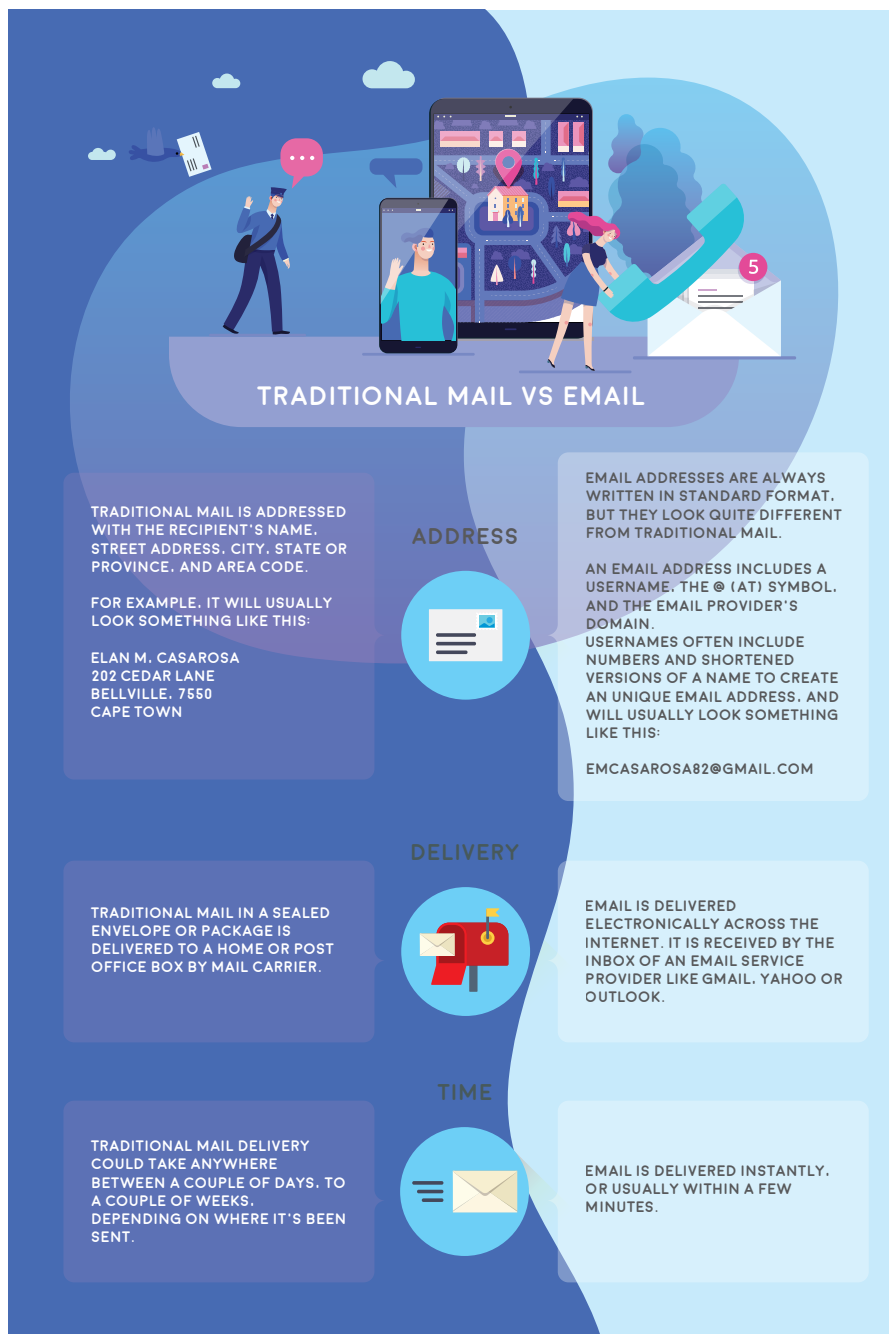 5
TRADITIONAL MAIL VS EMAIL
ADDRESS
TRADITIONAL MAIL IS ADDRESSED
WITH THE RECIPIENT'S NAME,
STREET ADDRESS, CITY, STATE OR
PROVINCE, AND AREA CODE.
FOR EXAMPLE, IT WILL USUALLY
LOOK SOMETHING LIKE THIS:
ELAN M. CASAROSA
202 CEDAR LANE
BELLVILLE, 7550
CAPE TOWN
EMAIL ADDRESSES ARE ALWAYS
WRITTEN IN STANDARD FORMAT,
BUT THEY LOOK QUITE DIFFERENT
FROM TRADITIONAL MAIL.
AN EMAIL ADDRESS INCLUDES A
USERNAME, THE @ (AT) SYMBOL,
AND THE EMAIL PROVIDER'S
DOMAIN.
USERNAMES OFTEN INCLUDE
NUMBERS AND SHORTENED
VERSIONS OF A NAME TO CREATE
AN UNIQUE EMAIL ADDRESS, AND
WILL USUALLY LOOK SOMETHING
LIKE THIS:
EMCASAROSA82@GMAIL.COM
DELIVERY
TRADITIONAL MAIL IN A SEALED
ENVELOPE OR PACKAGE IS
DELIVERED TO A HOME OR POST
OFFICE BOX BY MAIL CARRIER.
EMAIL IS DELIVERED
ELECTRONICALLY ACROSS THE
INTERNET. IT IS RECEIVED BY THE
INBOX OF AN EMAIL SERVICE
PROVIDER LIKE GMAIL, YAHOO OR
OUTLOOK.
TIME
TRADITIONAL MAIL DELIVERY
COULD TAKE ANYWHERE
BETWEEN A COUPLE OF DAYS, TO
A COUPLE OF WEEKS,
DEPENDING ON WHERE IT'S BEEN
SENT.
EMAIL IS DELIVERED INSTANTLY,
OR USUALLY WITHIN A FEW
MINUTES.